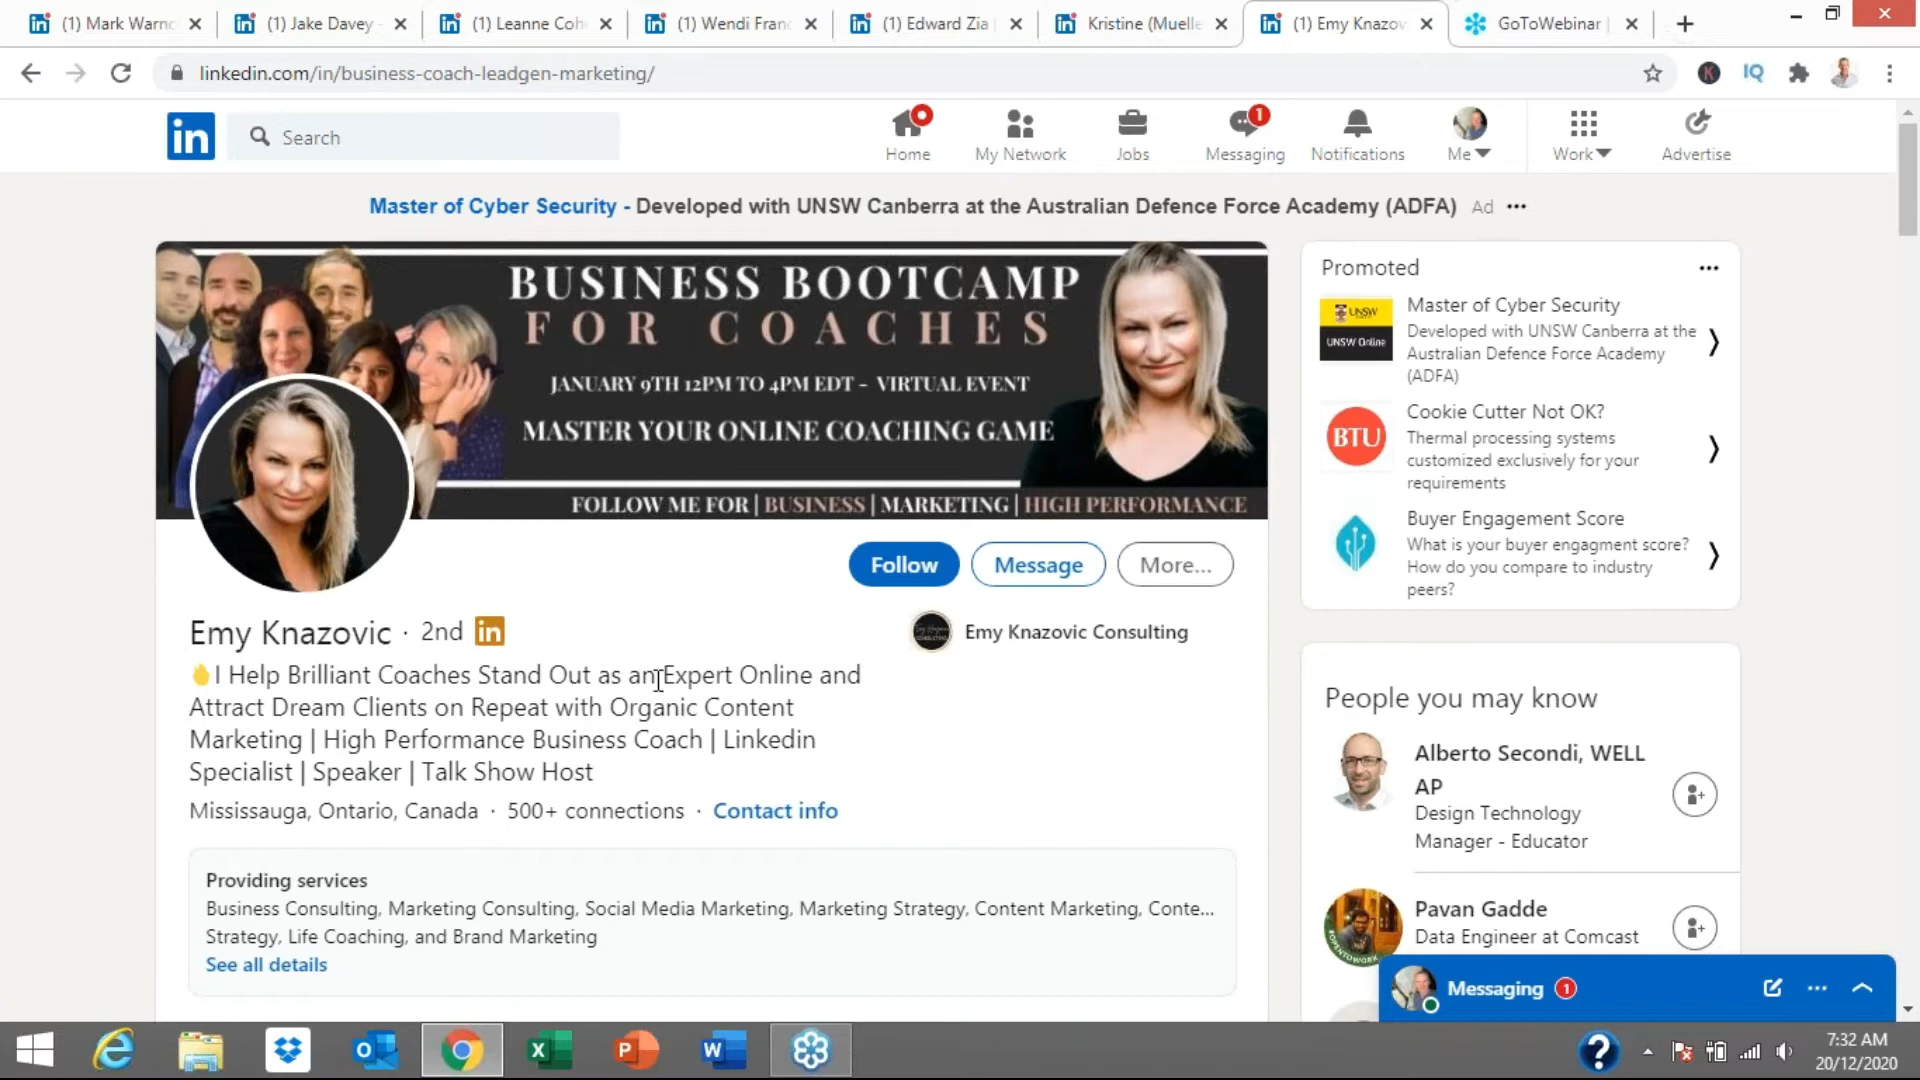 (1) Mark Warnc
(1) Jake Davey -
(1) Leanne Coh
(1) Wendi Franc
(1) Edward Zia |
Kristine (Muelle
(1) Emy Knazov
GoToWebinar |
linkedin.com/in/business-coach-leadgen-marketing/
K
IQ
in
Search
Home
My Network
Jobs
1
Messaging
Notifications
Me
Work
Advertise
Master of Cyber Security - Developed with UNSW Canberra at the Australian Defence Force Academy (ADFA) Ad
BUSINESS BOOTCAMP
FOR COACHES
JANUARY 9TH 12PM TO 4PM EDT - VIRTUAL EVENT
MASTER YOUR ONLINE COACHING GAME
FOLLOW ME FOR | BUSINESS | MARKETING | HIGH PERFORMANCE
Follow
Message
More...
Emy Knazovic · 2nd in
Emy Knazovic Consulting
I Help Brilliant Coaches Stand Out as an Expert Online and
Attract Dream Clients on Repeat with Organic Content
Marketing | High Performance Business Coach | Linkedin
Specialist | Speaker | Talk Show Host
Mississauga, Ontario, Canada · 500+ connections · Contact info
Providing services
Business Consulting, Marketing Consulting, Social Media Marketing, Marketing Strategy, Content Marketing, Conte...
Strategy, Life Coaching, and Brand Marketing
See all details
Promoted
UNSW
UNSW Online
Master of Cyber Security
Developed with UNSW Canberra at the
Australian Defence Force Academy
(ADFA)
BTU
Cookie Cutter Not OK?
Thermal processing systems
customized exclusively for your
requirements
Buyer Engagement Score
What is your buyer engagment score?
How do you compare to industry
peers?
People you may know
Alberto Secondi, WELL
AP
Design Technology
Manager - Educator
Pavan Gadde
Data Engineer at Comcast
#OPENTOWORK
Messaging 1
7:32 AM
20/12/2020